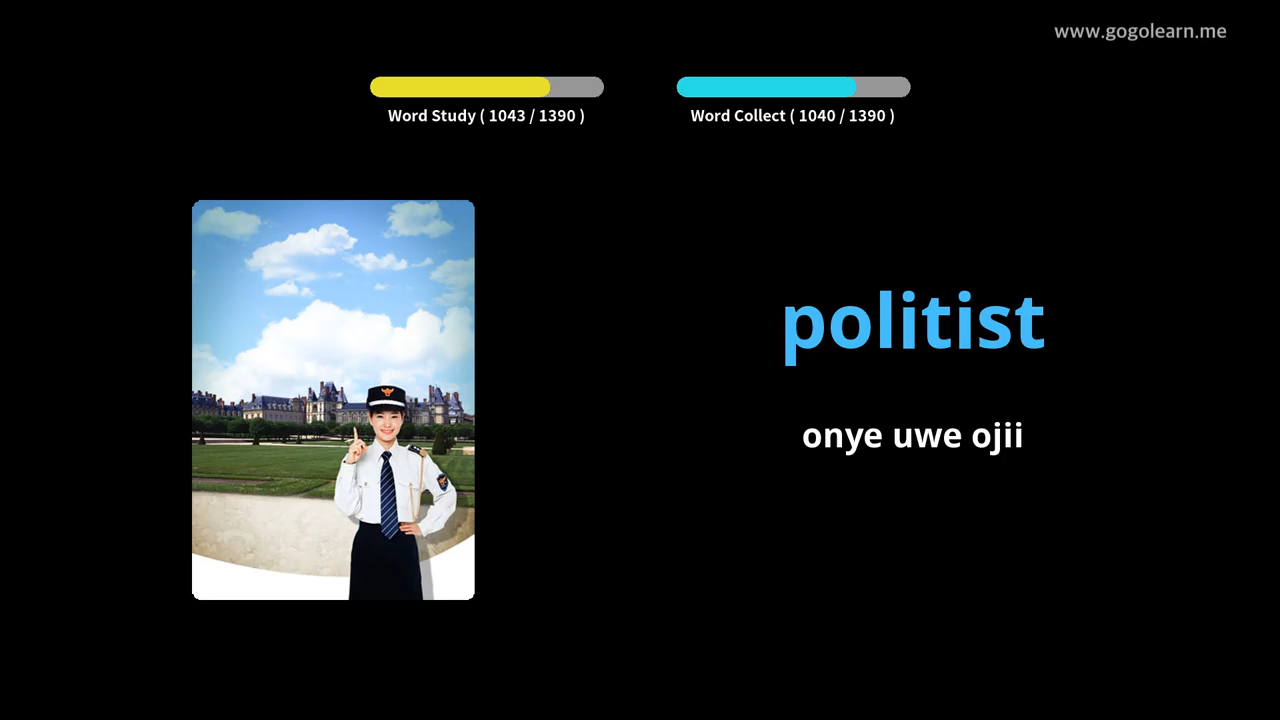 www.gogolearn.me
Word Study ( 1043 / 1390 )
Word Collect ( 1040 / 1390 )
politist
onye uwe ojii